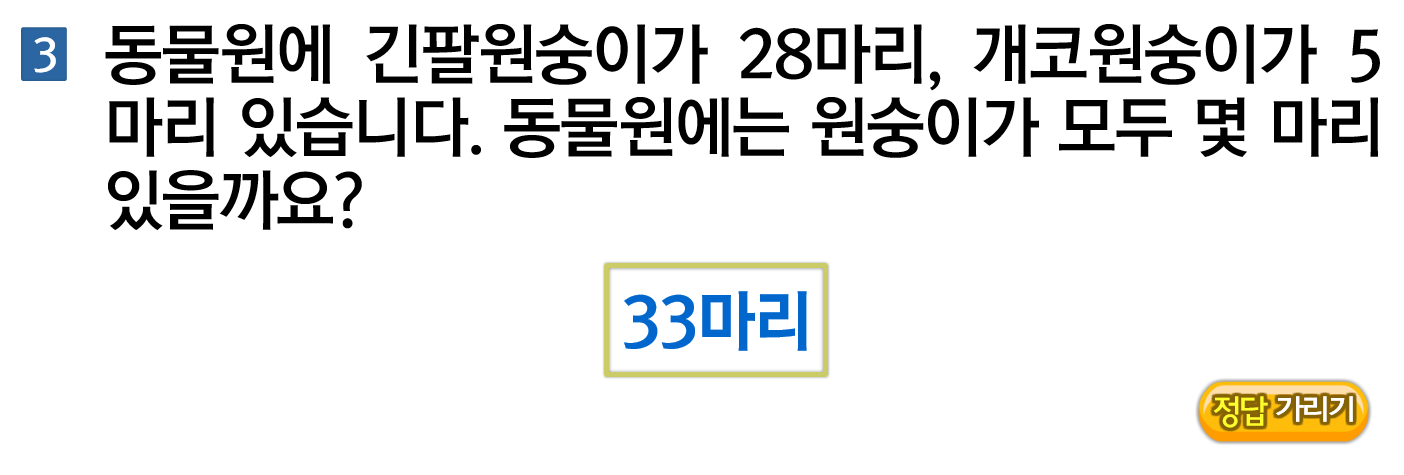 3 동물원에 긴팔원숭이가 28마리, 개코원숭이가 5
마리 있습니다. 동물원에는 원숭이가 모두 몇 마리
있을까요?
33마리
정답 가리기